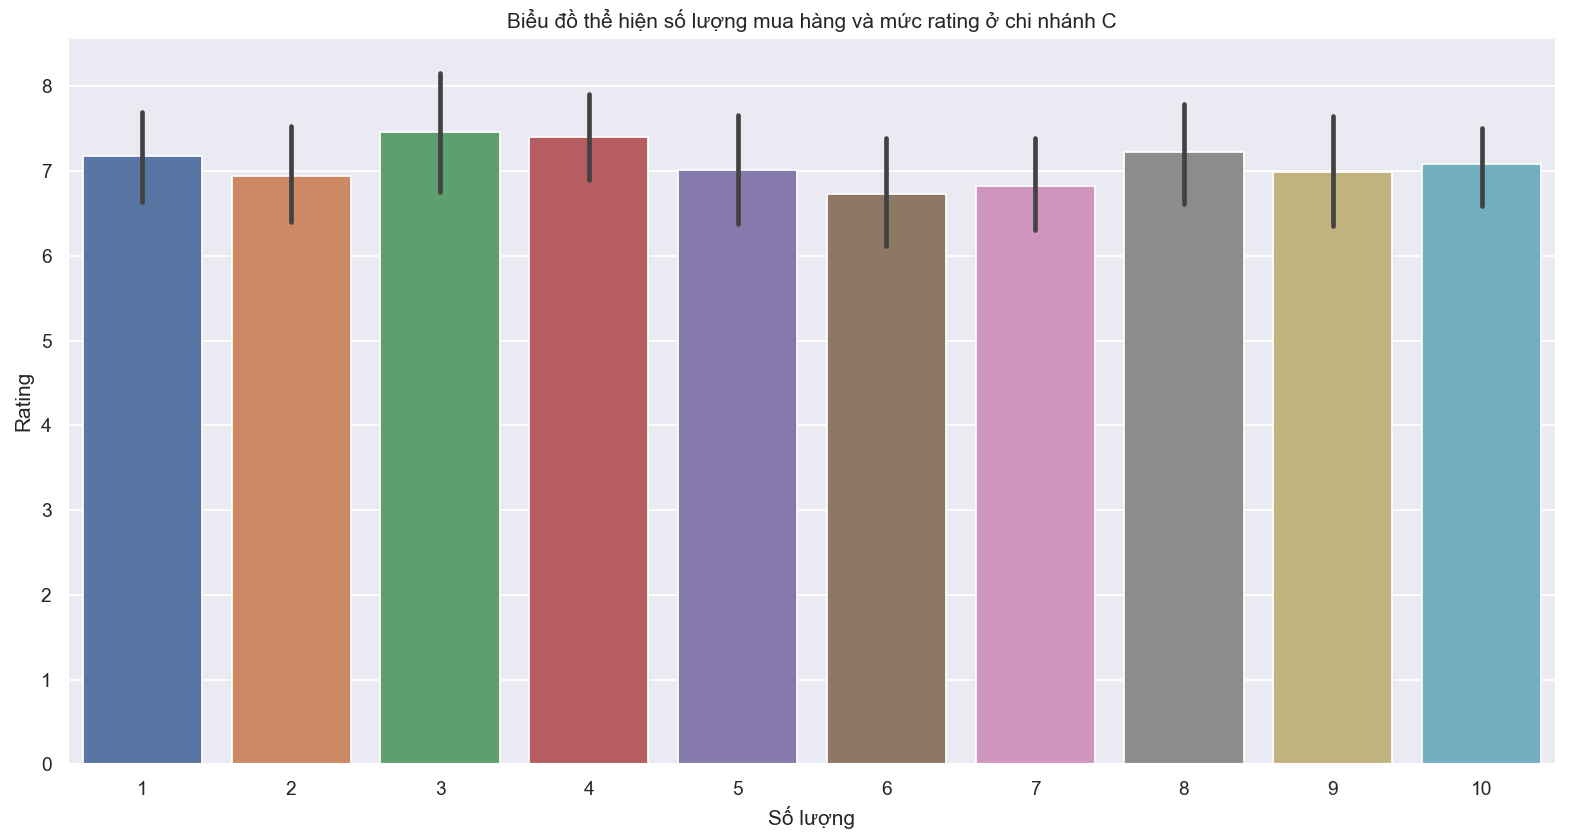 Biểu đồ thể hiện số lượng mua hàng và mức rating ở chi nhánh C
8
7
6
5
4
3
2
1
0
Rating
1 2 3 4 5 6 7 8 9 10
Số lượng